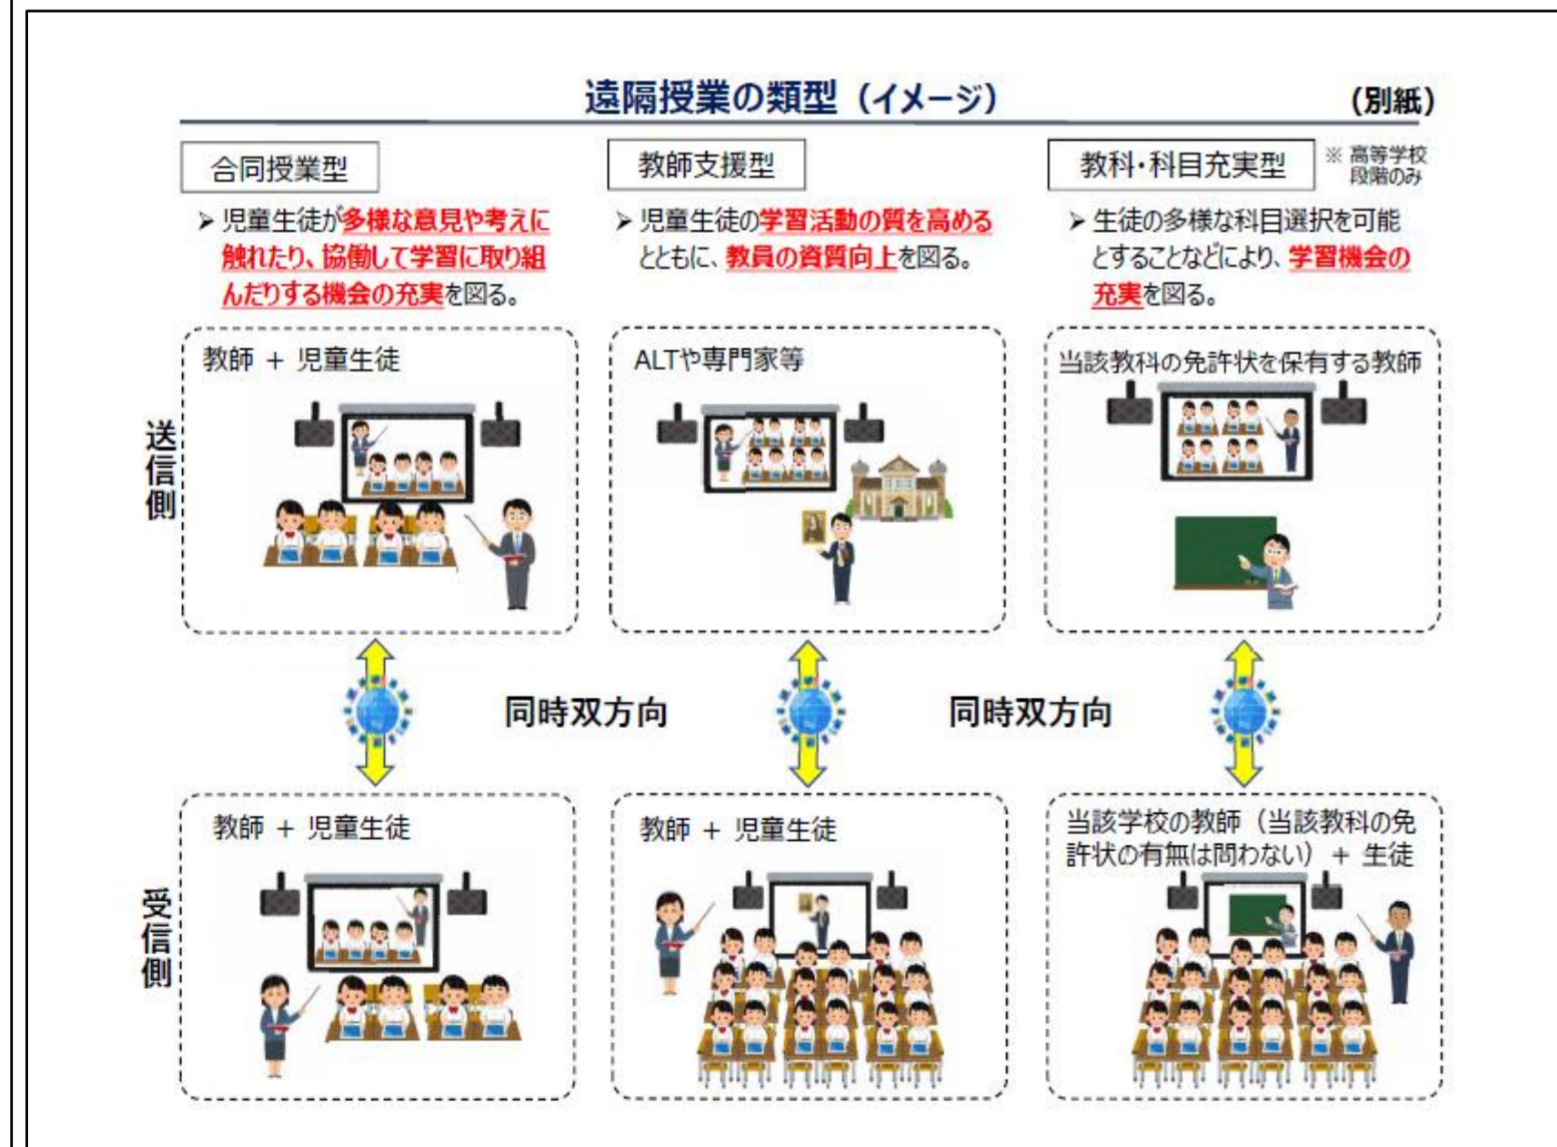 遠隔授業の類型（イメージ）
(別紙)
合同授業型
➢ 児童生徒が多様な意見や考えに
触れたり、協働して学習に取り組
んだりする機会の充実を図る。
教師支援型
➢ 児童生徒の学習活動の質を高める
とともに、教員の資質向上を図る。
教科・科目充実型
※ 高等学校
段階のみ
➢ 生徒の多様な科目選択を可能
とすることなどにより、学習機会の
充実を図る。
送信側
教師 ＋ 児童生徒
ALTや専門家等
当該教科の免許状を保有する教師
同時双方向
同時双方向
受信側
教師 ＋ 児童生徒
教師 ＋ 児童生徒
当該学校の教師（当該教科の免
許状の有無は問わない）＋ 生徒